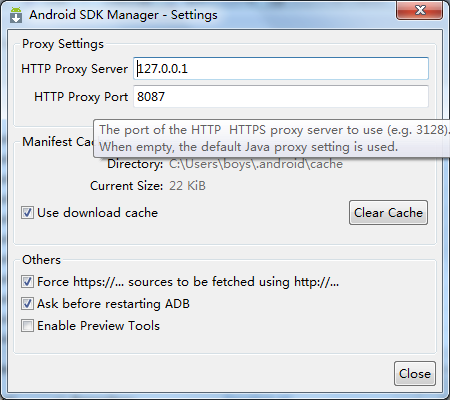 Android SDK Manager - Settings
Proxy Settings
HTTP Proxy Server 127.0.0.1
HTTP Proxy Port 8087
The port of the HTTP HTTPS proxy server to use (e.g. 3128).
When empty, the default Java proxy setting is used.
Manifest Cac
Directory: C:\Users\boys\.android\cache
Current Size: 22 KiB
Use download cache Clear Cache
Others
Force https://... sources to be fetched using http://...
Ask before restarting ADB
Enable Preview Tools
Close